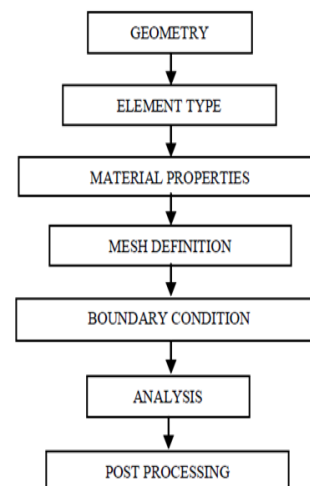 GEOMETRY
ELEMENT TYPE
MATERIAL PROPERTIES
MESH DEFINITION
BOUNDARY CONDITION
ANALYSIS
POST PROCESSING